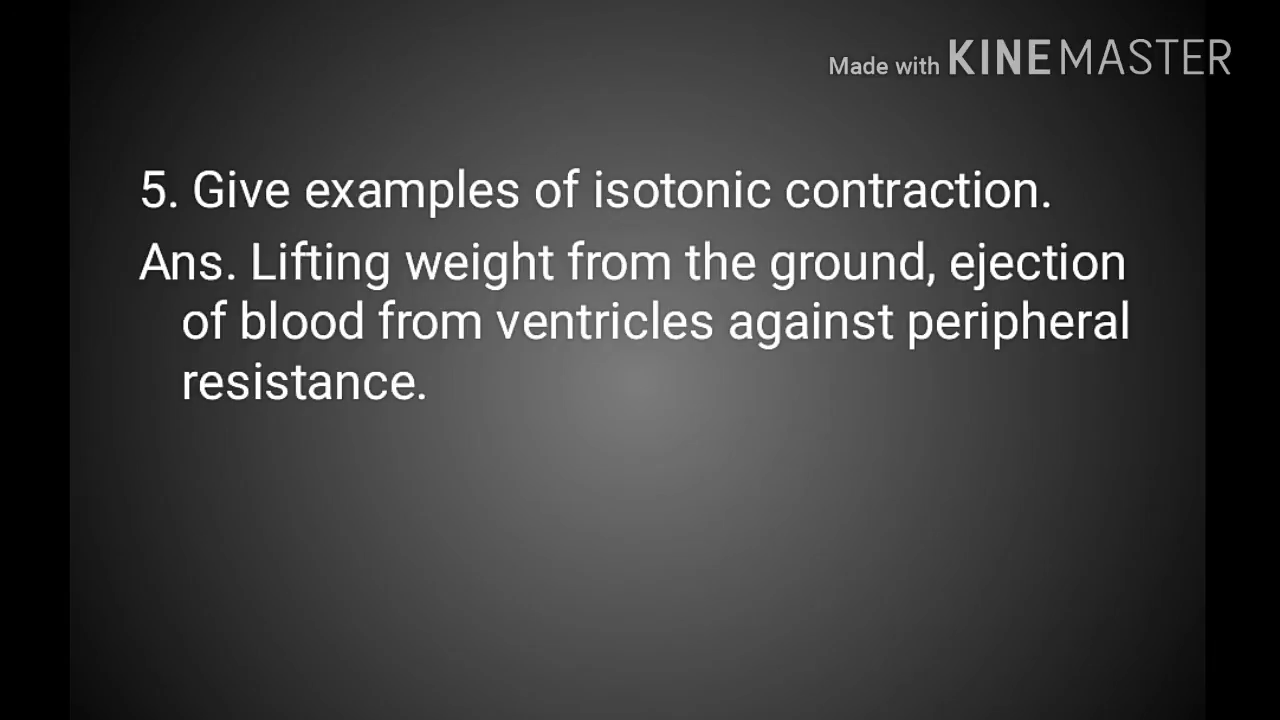 Made with KINEMASTER
5. Give examples of isotonic contraction.
Ans. Lifting weight from the ground, ejection
of blood from ventricles against peripheral
resistance.